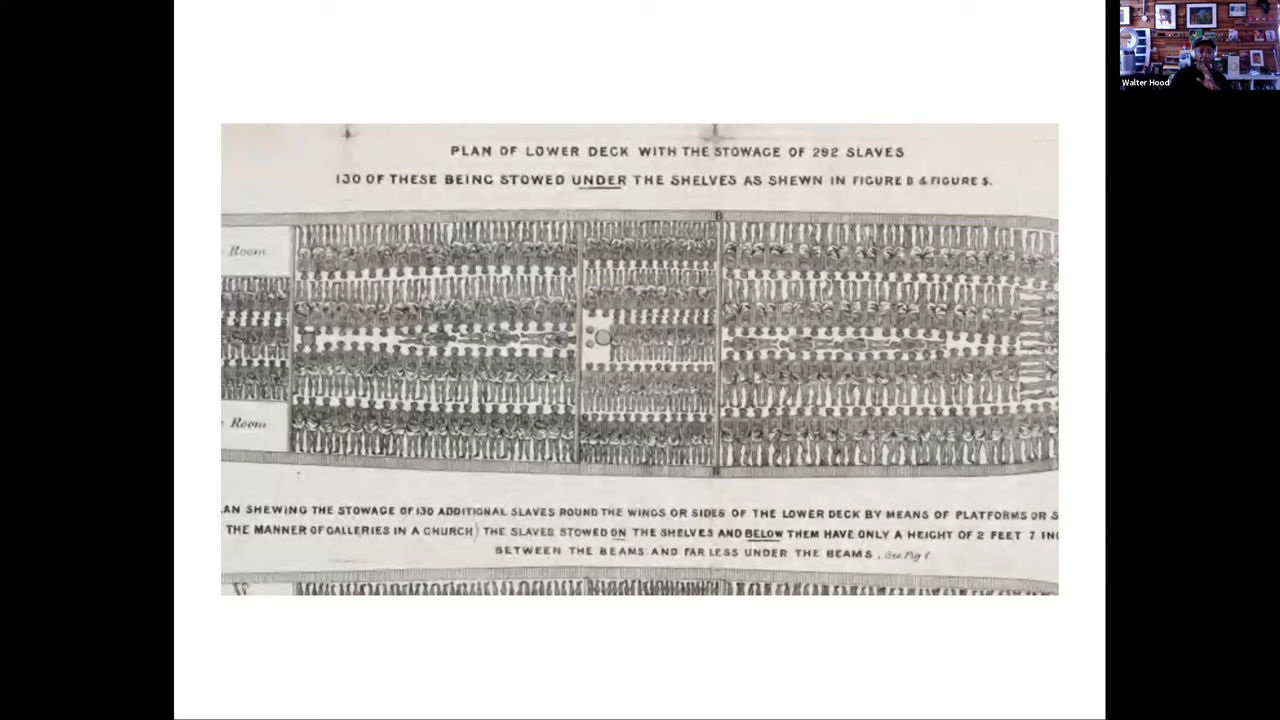 PLAN OF LOWER DECK WITH THE STOWAGE OF 292 SLAVES
130 OF THESE BEING STOWED UNDER THE SHELVES AS SHEWN IN FIGURE D & FIGURE 5.
B
Room
Room
B
AN SHEWING THE STOWAGE OF 130 ADDITIONAL SLAVES ROUND THE WINGS OR SIDES OF THE LOWER DECK BY MEANS OF PLATFORMS OR S
THE MANNER OF GALLERIES IN A CHURCH) THE SLAVES STOWED ON THE SHELVES AND BELOW THEM HAVE ONLY A HEIGHT OF 2 FEET 7 INC
BETWEEN THE BEAMS AND FAR LESS UNDER THE BEAMS. See Fig 1
Walter Hood